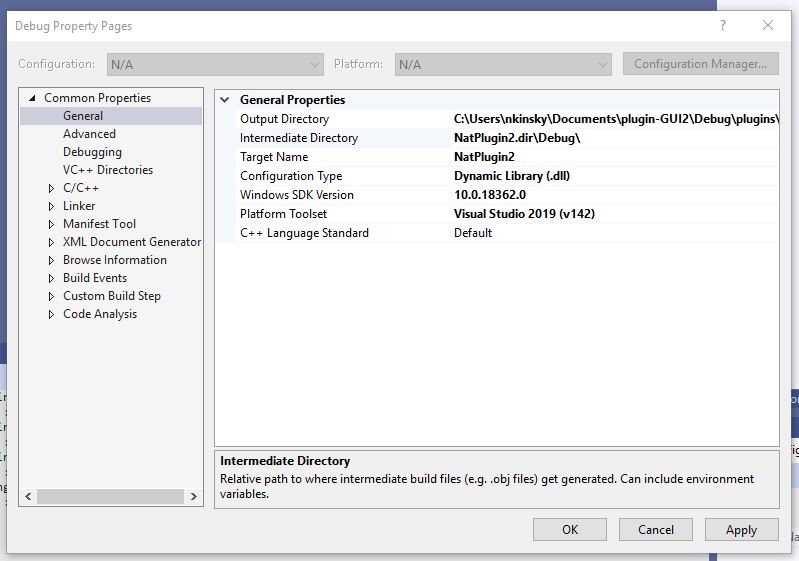 Debug Property Pages
Configuration: N/A Platform: N/A Configuration Manager...
Common Properties
General
Advanced
Debugging
VC++ Directories
C/C++
Linker
Manifest Tool
XML Document Generator
Browse Information
Build Events
Custom Build Step
Code Analysis
General Properties
Output Directory C:\Users\nkinsky\Documents\plugin-GUI2\Debug\plugins\
Intermediate Directory NatPlugin2.dir\Debug\
Target Name NatPlugin2
Configuration Type Dynamic Library (.dll)
Windows SDK Version 10.0.18362.0
Platform Toolset Visual Studio 2019 (v142)
C++ Language Standard Default
Intermediate Directory
Relative path to where intermediate build files (e.g. .obj files) get generated. Can include environment
variables.
OK Cancel Apply